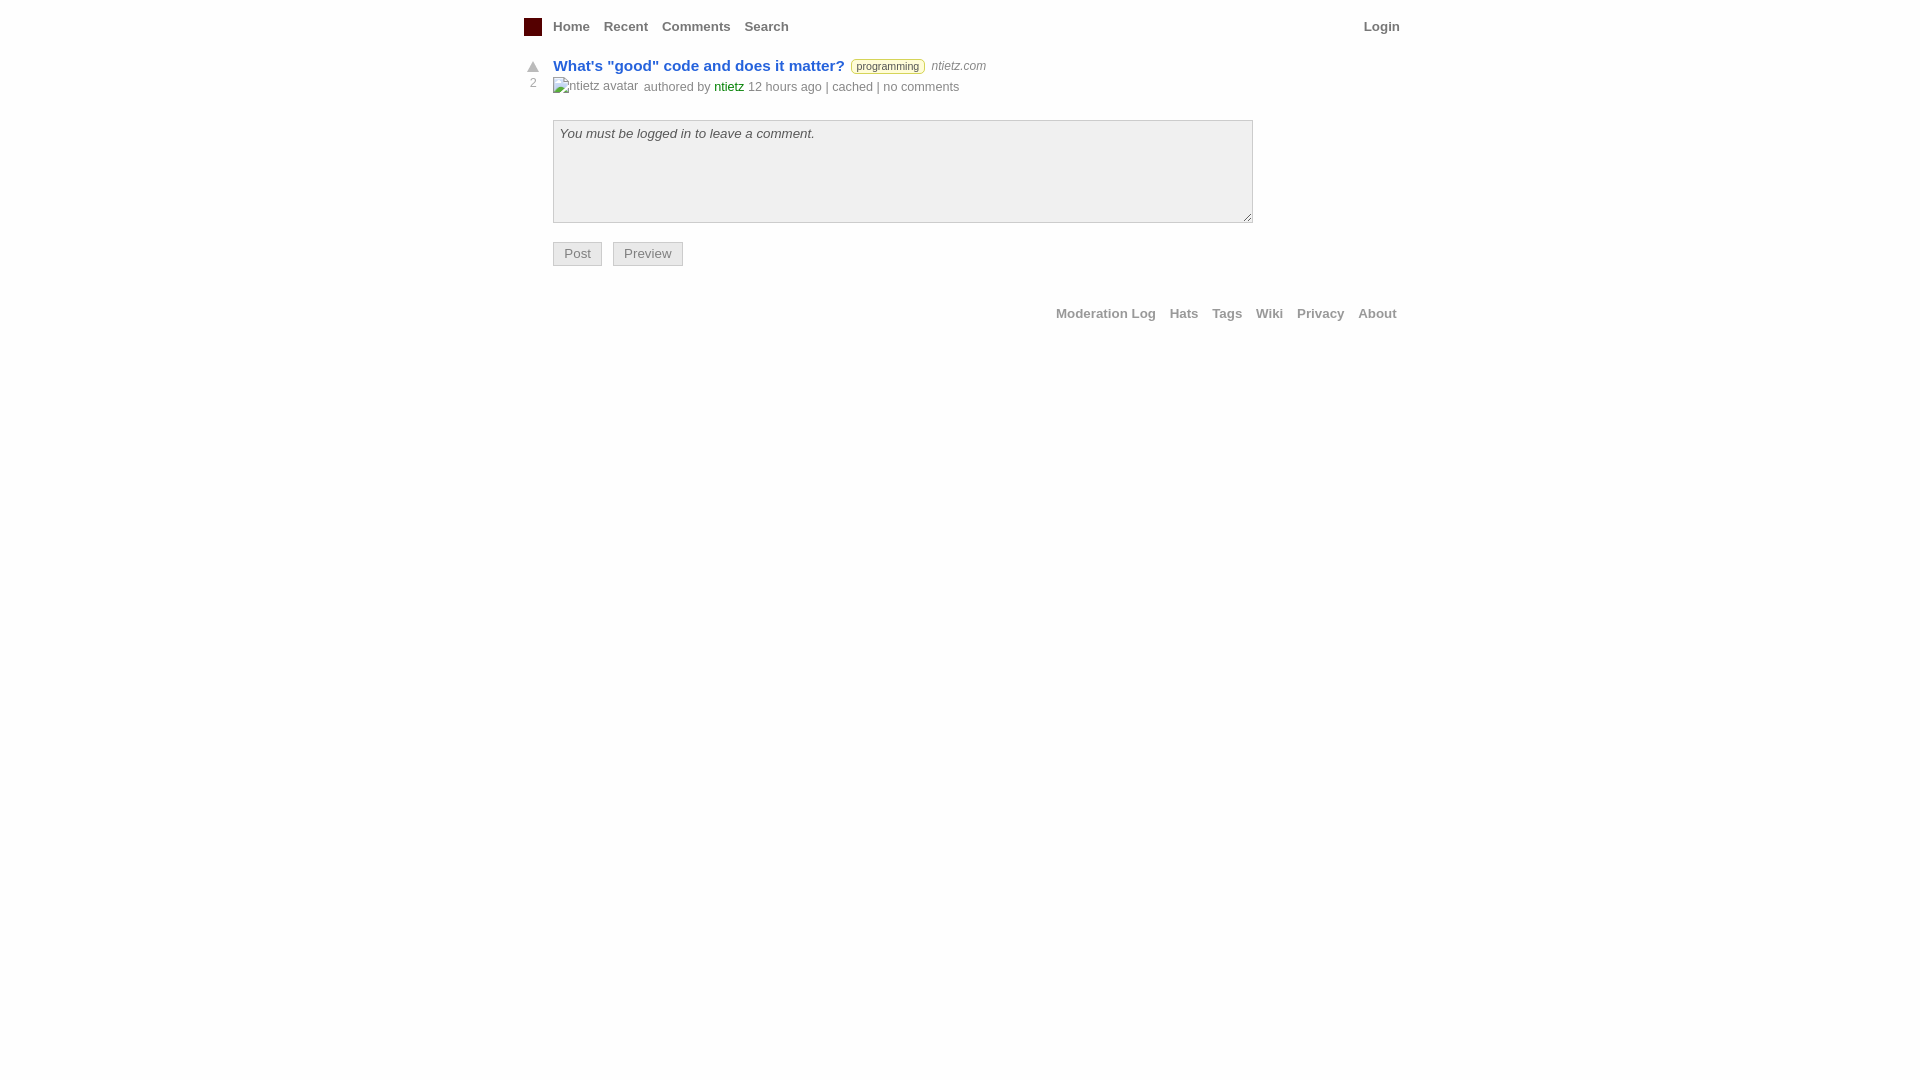 Home Recent Comments Search Login
What's "good" code and does it matter? programming ntietz.com
2
ntietz avatar authored by ntietz 12 hours ago | cached | no comments
You must be logged in to leave a comment.
Post Preview
Moderation Log Hats Tags Wiki Privacy About